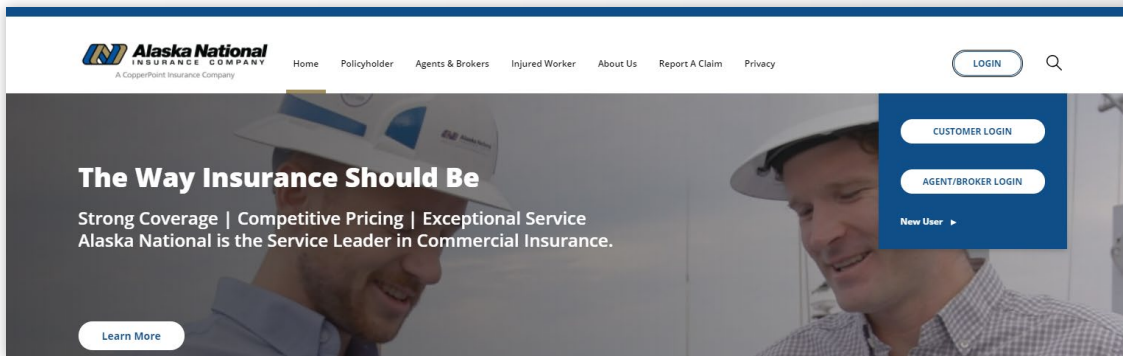 Alaska National
INSURANCE COMPANY
A CopperPoint Insurance Company
Home Policyholder Agents & Brokers Injured Worker About Us Report A Claim Privacy
LOGIN
CUSTOMER LOGIN
AGENT/BROKER LOGIN
New User ►
The Way Insurance Should Be
Strong Coverage | Competitive Pricing | Exceptional Service
Alaska National is the Service Leader in Commercial Insurance.
Learn More